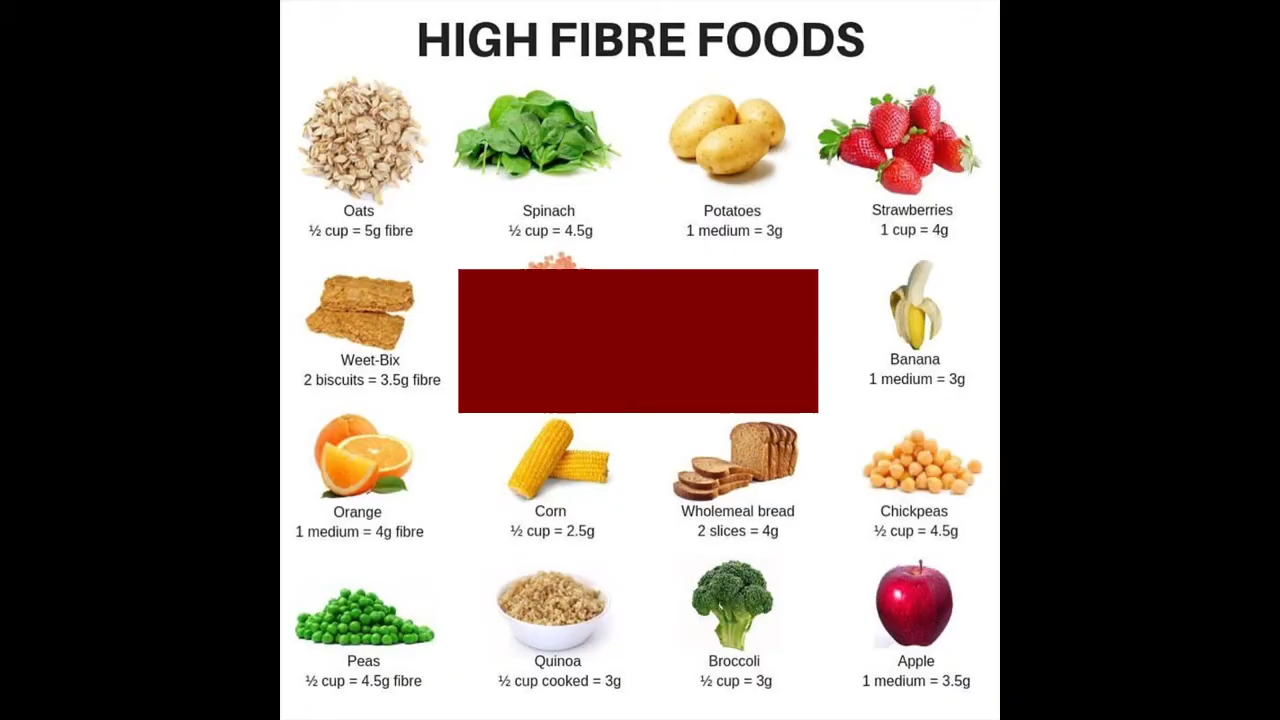 HIGH FIBRE FOODS
Oats
½ cup = 5g fibre
Spinach
½ cup = 4.5g
Potatoes
1 medium = 3g
Strawberries
1 cup = 4g
Weet-Bix
2 biscuits = 3.5g fibre
Banana
1 medium = 3g
Orange
1 medium = 4g fibre
Corn
½ cup = 2.5g
Wholemeal bread
2 slices = 4g
Chickpeas
½ cup = 4.5g
Peas
½ cup = 4.5g fibre
Quinoa
½ cup cooked = 3g
Broccoli
½ cup = 3g
Apple
1 medium = 3.5g